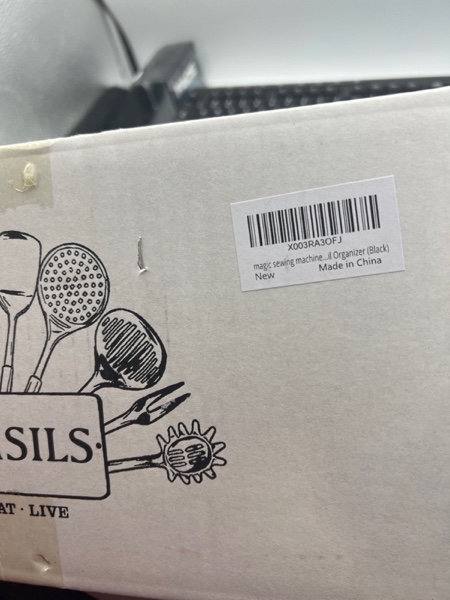 X003RA3OFJ
magic sewing machine...il Organizer (Black)
New
Made in China
SILS·
AT · LIVE